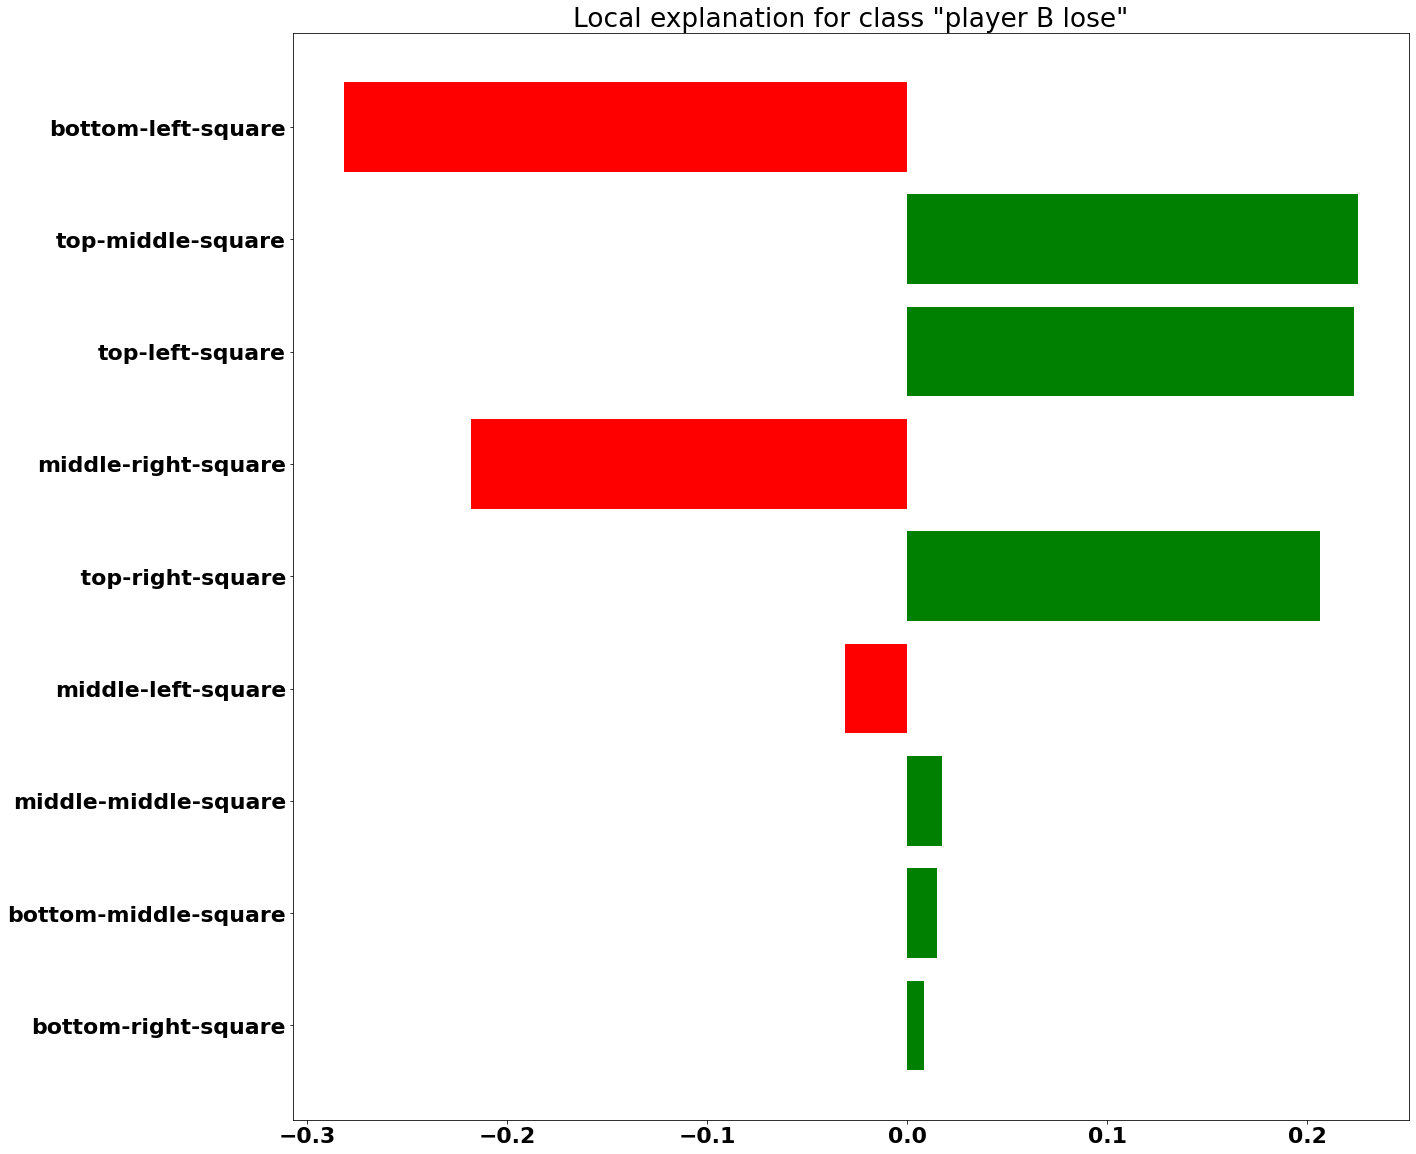 Local explanation for class "player B lose"
bottom-left-square
top-middle-square
top-left-square
middle-right-square
top-right-square
middle-left-square
middle-middle-square
bottom-middle-square
bottom-right-square
−0.3 −0.2 −0.1 0.0 0.1 0.2